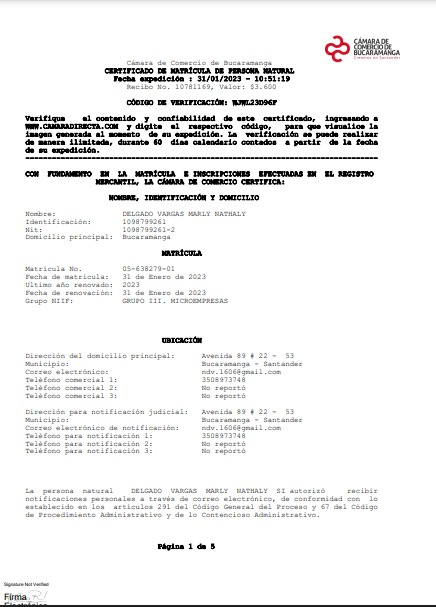 CÁMARA DE
COMERCIO DE
BUCARAMANGA
Creemos en Santander
Cámara de Comercio de Bucaramanga
CERTIFICADO DE MATRÍCULA DE PERSONA NATURAL
Fecha expedición : 31/01/2023 - 10:51:19
Recibo No. 10781169, Valor: $3.600
CÓDIGO DE VERIFICACIÓN: WJWL23D96F
Verifique el contenido y confiabilidad de este certificado, ingresando a
WWW.CAMARADIRECTA.COM y digite el respectivo código, para que visualice la
imagen generada al momento de su expedición. La verificación se puede realizar
de manera ilimitada, durante 60 días calendario contados a partir de la fecha
de su expedición.
CON FUNDAMENTO EN LA MATRÍCULA E INSCRIPCIONES EFECTUADAS EN EL REGISTRO
MERCANTIL, LA CÁMARA DE COMERCIO CERTIFICA:
NOMBRE, IDENTIFICACIÓN Y DOMICILIO
Nombre: DELGADO VARGAS MARLY NATHALY
Identificación: 1098799261
Nit: 1098799261-2
Domicilio principal: Bucaramanga
MATRÍCULA
Matricula No. 05-638279-01
Fecha de matrícula: 31 de Enero de 2023
Ultimo año renovado: 2023
Fecha de renovación: 31 de Enero de 2023
Grupo NIIF: GRUPO III. MICROEMPRESAS
UBICACIÓN
Dirección del domicilio principal: Avenida 89 # 22 - 53
Municipio: Bucaramanga - Santander
Correo electrónico: ndv.1606@gmail.com
Teléfono comercial 1: 3508973748
Teléfono comercial 2: No reportó
Teléfono comercial 3: No reportó
Dirección para notificación judicial: Avenida 89 # 22 - 53
Municipio: Bucaramanga - Santander
Correo electrónico de notificación: ndv.1606@gmail.com
Teléfono para notificación 1: 3508973748
Teléfono para notificación 2: No reportó
Teléfono para notificación 3: No reportó
La persona natural DELGADO VARGAS MARLY NATHALY SI autorizó recibir
notificaciones personales a través de correo electrónico, de conformidad con lo
establecido en los artículos 291 del Código General del Proceso y 67 del Código
de Procedimiento Administrativo y de lo Contencioso Administrativo.
Página 1 de 5
Signature Not Verified
Firma
Electrónica